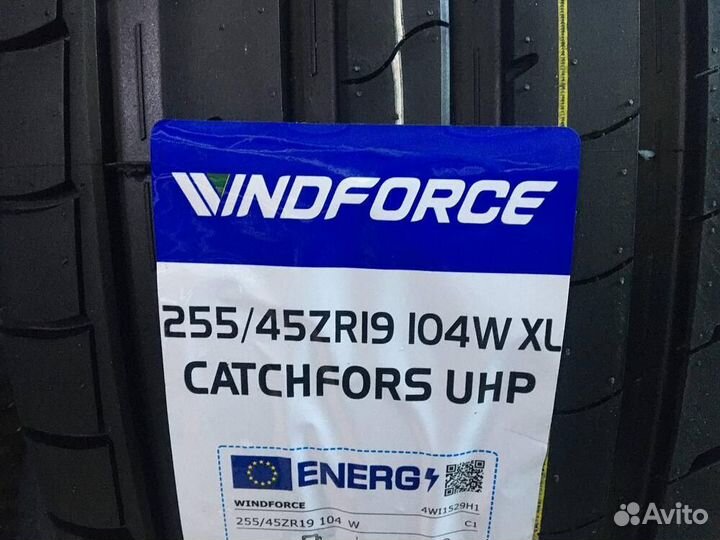 WINDFORCE
255/45ZR19 104W XL
CATCHFORS UHP
ENERG
WINDFORCE 4WI1529H1
255/45ZR19 104 W C1
Avito